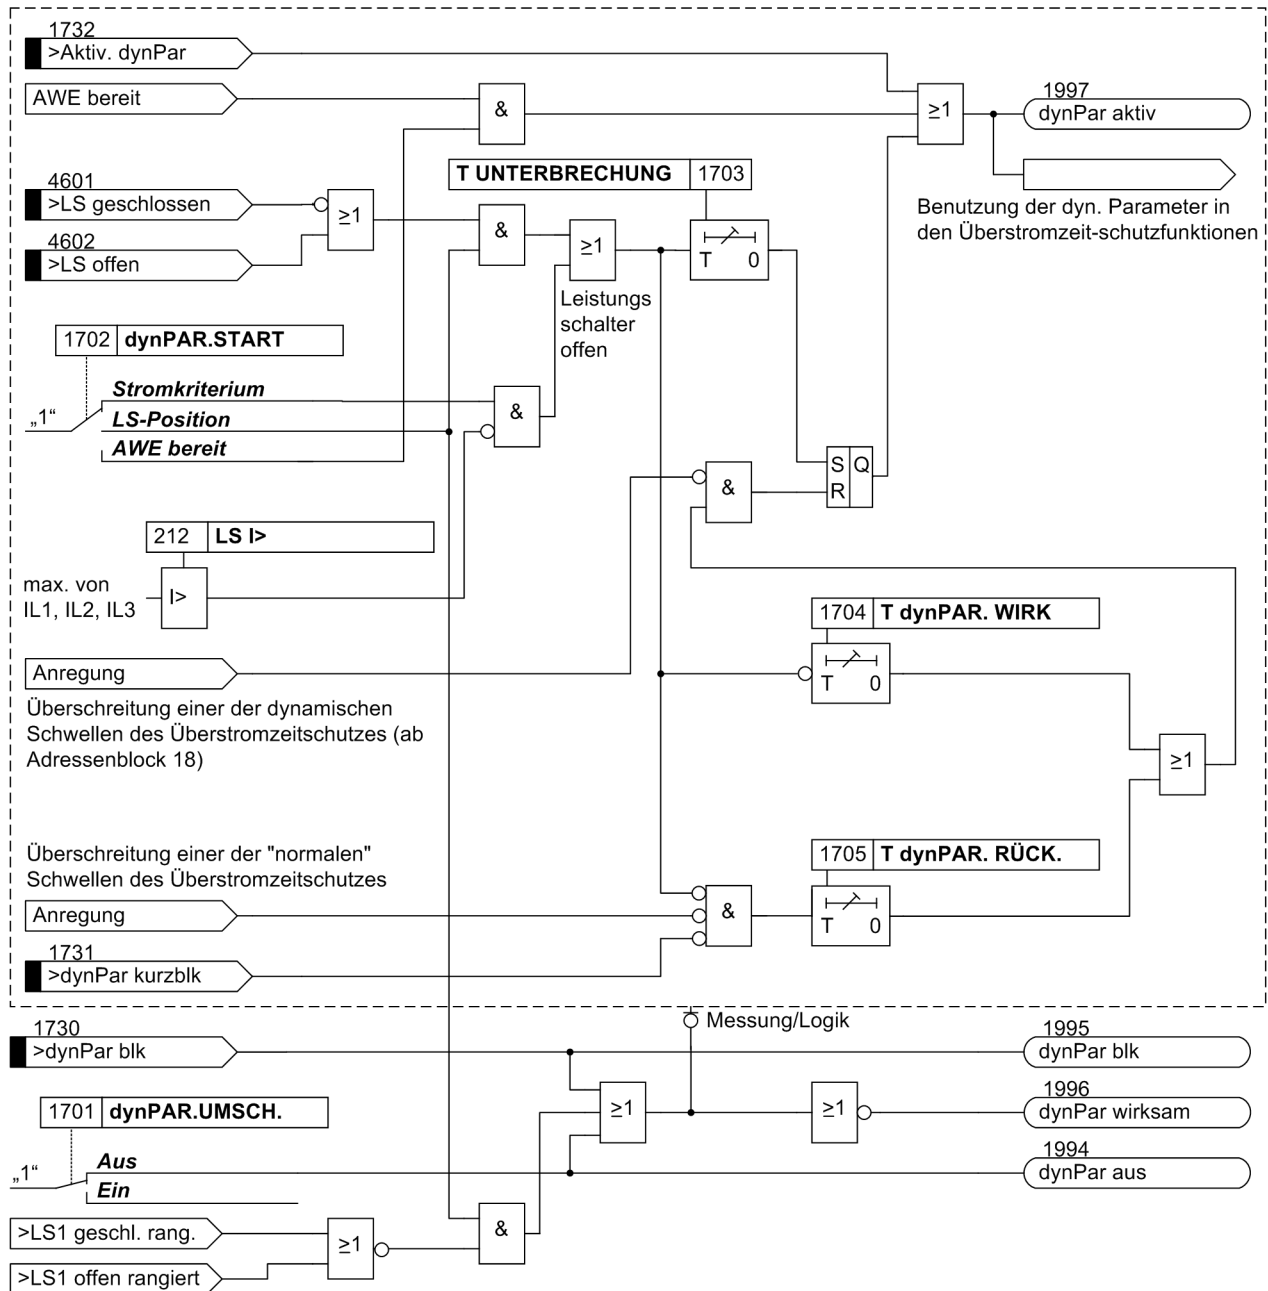 1732
>Aktiv. dynPar
AWE bereit
&
≥1
1997
dynPar aktiv
T UNTERBRECHUNG 1703
4601
>LS geschlossen
4602
>LS offen
≥1
&
≥1
T 0
Benutzung der dyn. Parameter in
den Überstromzeit-schutzfunktionen
Leistungs
schalter
offen
1702 dynPAR.START
„1“
Stromkriterium
LS-Position
AWE bereit
&
S Q
R
&
212 LS I>
max. von
IL1, IL2, IL3
I>
1704 T dynPAR. WIRK
T 0
Anregung
Überschreitung einer der dynamischen
Schwellen des Überstromzeitschutzes (ab
Adressenblock 18)
≥1
Überschreitung einer der "normalen"
Schwellen des Überstromzeitschutzes
1705 T dynPAR. RÜCK.
Anregung
&
T 0
1731
>dynPar kurzblk
Messung/Logik
1730
>dynPar blk
1995
dynPar blk
1701 dynPAR.UMSCH.
≥1
≥1
1996
dynPar wirksam
„1“
Aus
Ein
1994
dynPar aus
>LS1 geschl. rang.
≥1
&
>LS1 offen rangiert